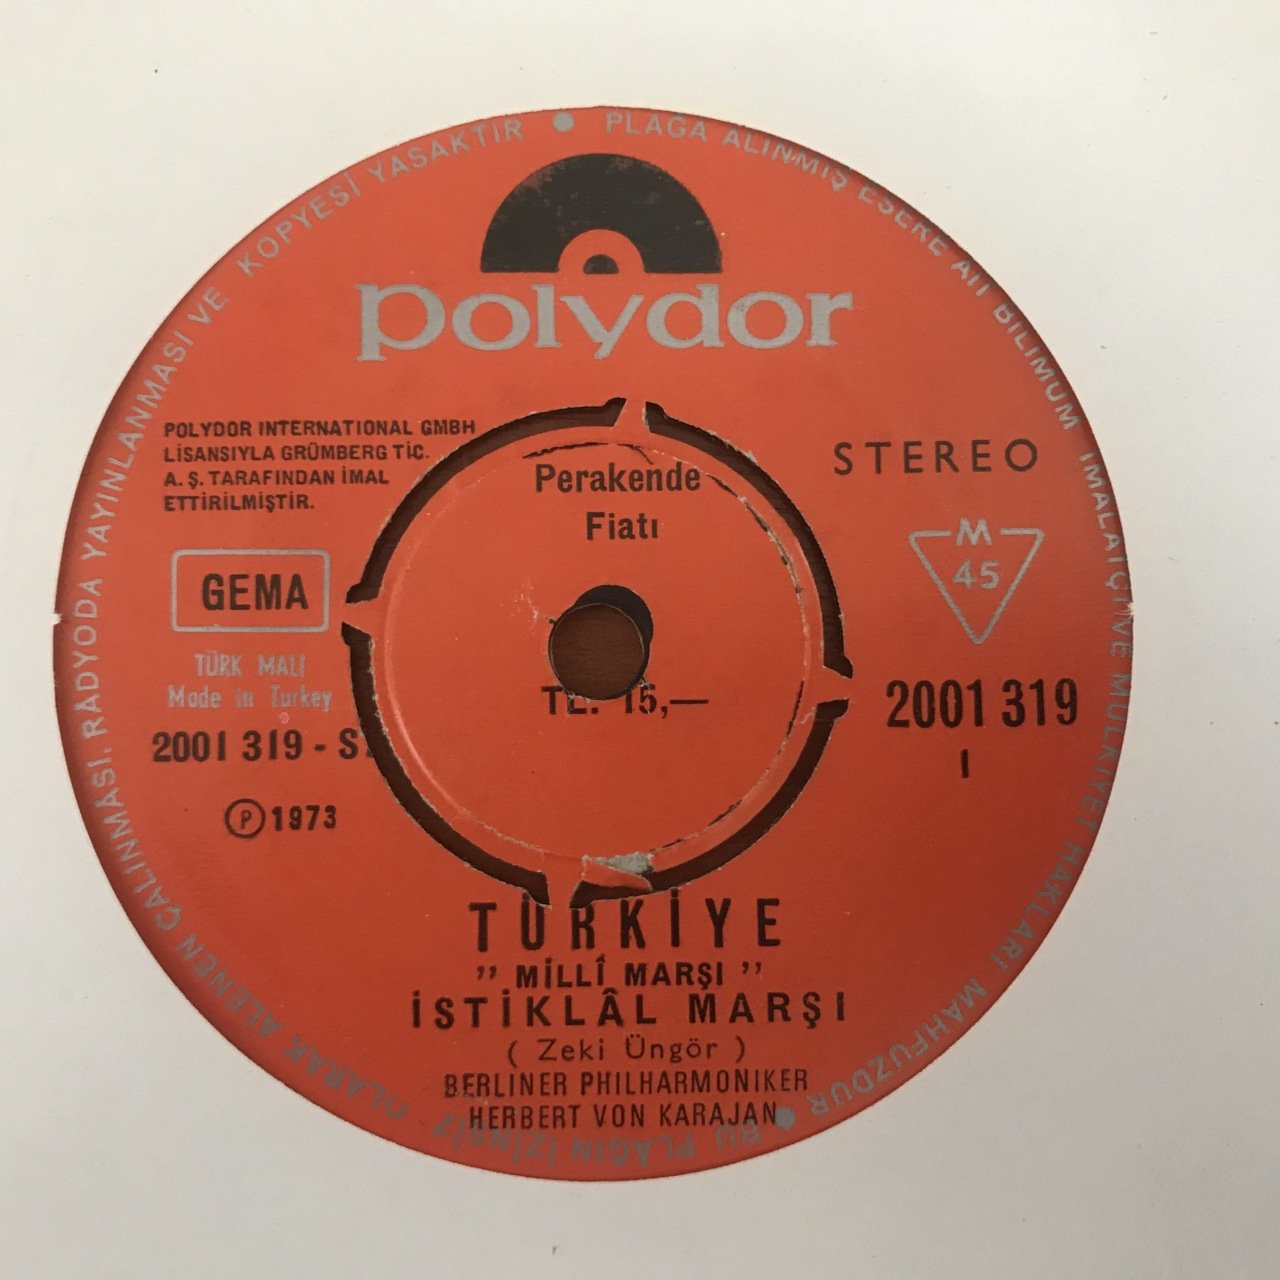 PLAĞA ALINMIŞ ESERE AİT BİLİMUM İMALATÇI VE MÜLKİYET HAKLARI MAHFUZDUR
BU PLAĞIN İZİNSİZ OLARAK ALENEN ÇALINMASI. RADYODA YAYINLANMASI VE KOPYESİ YASAKTIR
polydor
POLYDOR INTERNATIONAL GMBH
LİSANSIYLA GRÜMBERG TİC.
A. Ş. TARAFINDAN İMAL
ETTİRİLMİŞTİR.
GEMA
TÜRK MALI
Made in Turkey
2001 319 - S
℗ 1973
Perakende
Fiatı
TL. 15,—
STEREO
M
45
2001 319
I
TÜRKİYE
" MİLLÎ MARŞI "
İSTİKLÂL MARŞI
( Zeki Üngör )
BERLINER PHILHARMONIKER
HERBERT VON KARAJAN